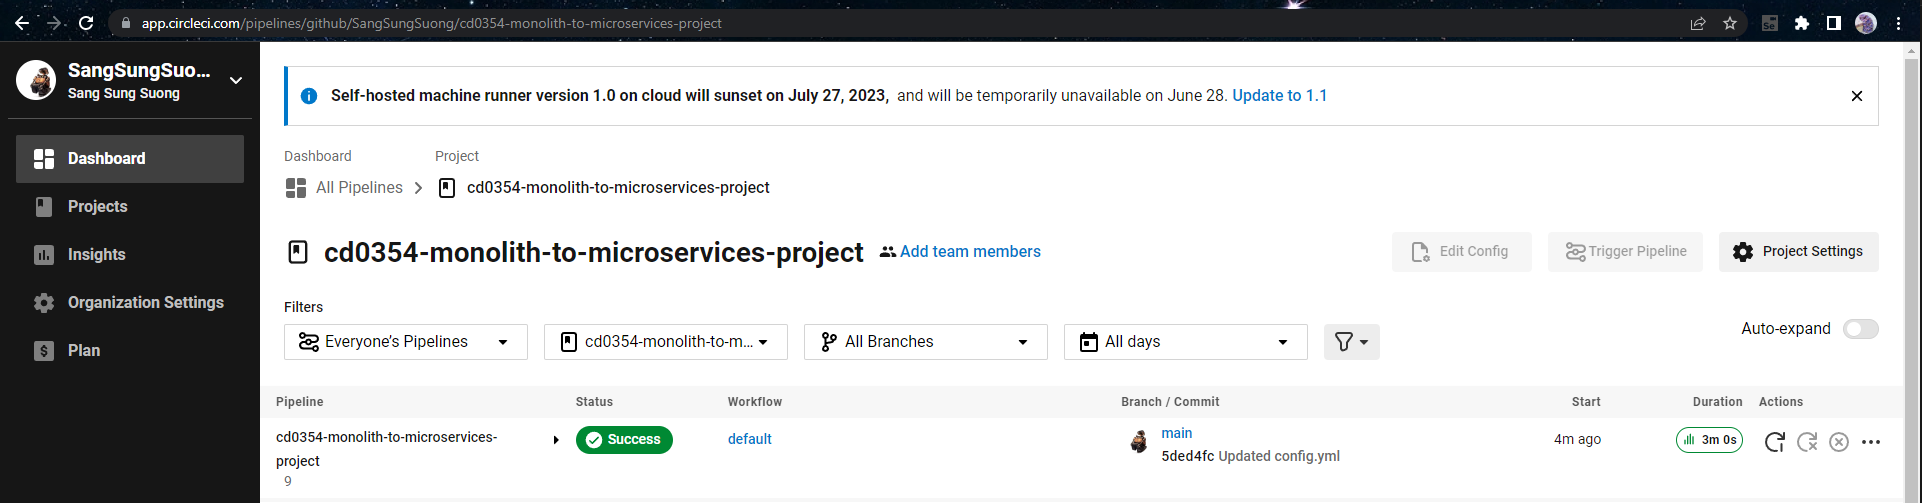 app.circleci.com/pipelines/github/SangSungSuong/cd0354-monolith-to-microservices-project
Se
SangSungSuo...
Sang Sung Suong
Dashboard
Projects
Insights
Organization Settings
Plan
Self-hosted machine runner version 1.0 on cloud will sunset on July 27, 2023, and will be temporarily unavailable on June 28. Update to 1.1
Dashboard Project
All Pipelines cd0354-monolith-to-microservices-project
cd0354-monolith-to-microservices-project Add team members Edit Config Trigger Pipeline Project Settings
Filters
Everyone's Pipelines cd0354-monolith-to-m... All Branches All days Auto-expand
Pipeline Status Workflow Branch / Commit Start Duration Actions
cd0354-monolith-to-microservices- Success default main 4m ago 3m 0s
project 5ded4fc Updated config.yml
9